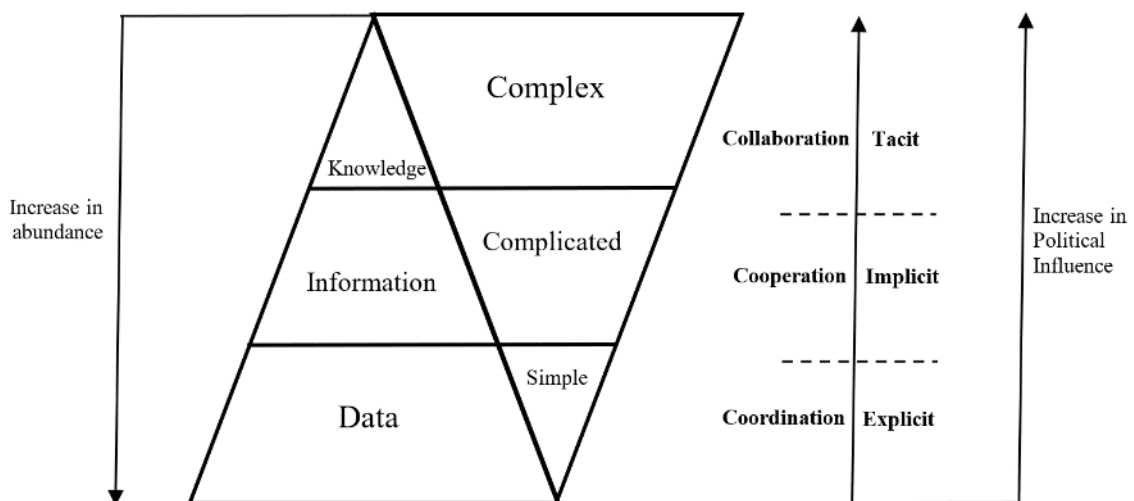 Complex
Collaboration Tacit
Knowledge
Increase in
abundance
Increase in
Political
Influence
Complicated
Information
Cooperation Implicit
Simple
Data
Coordination Explicit